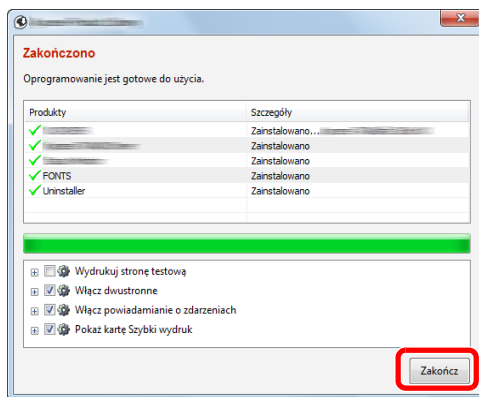 Zakończono
Oprogramowanie jest gotowe do użycia.
Produkty Szczegóły
Zainstalowano...
Zainstalowano
Zainstalowano
FONTS Zainstalowano
Uninstaller Zainstalowano
Wydrukuj stronę testową
Włącz dwustronne
Włącz powiadamianie o zdarzeniach
Pokaż kartę Szybki wydruk
Zakończ